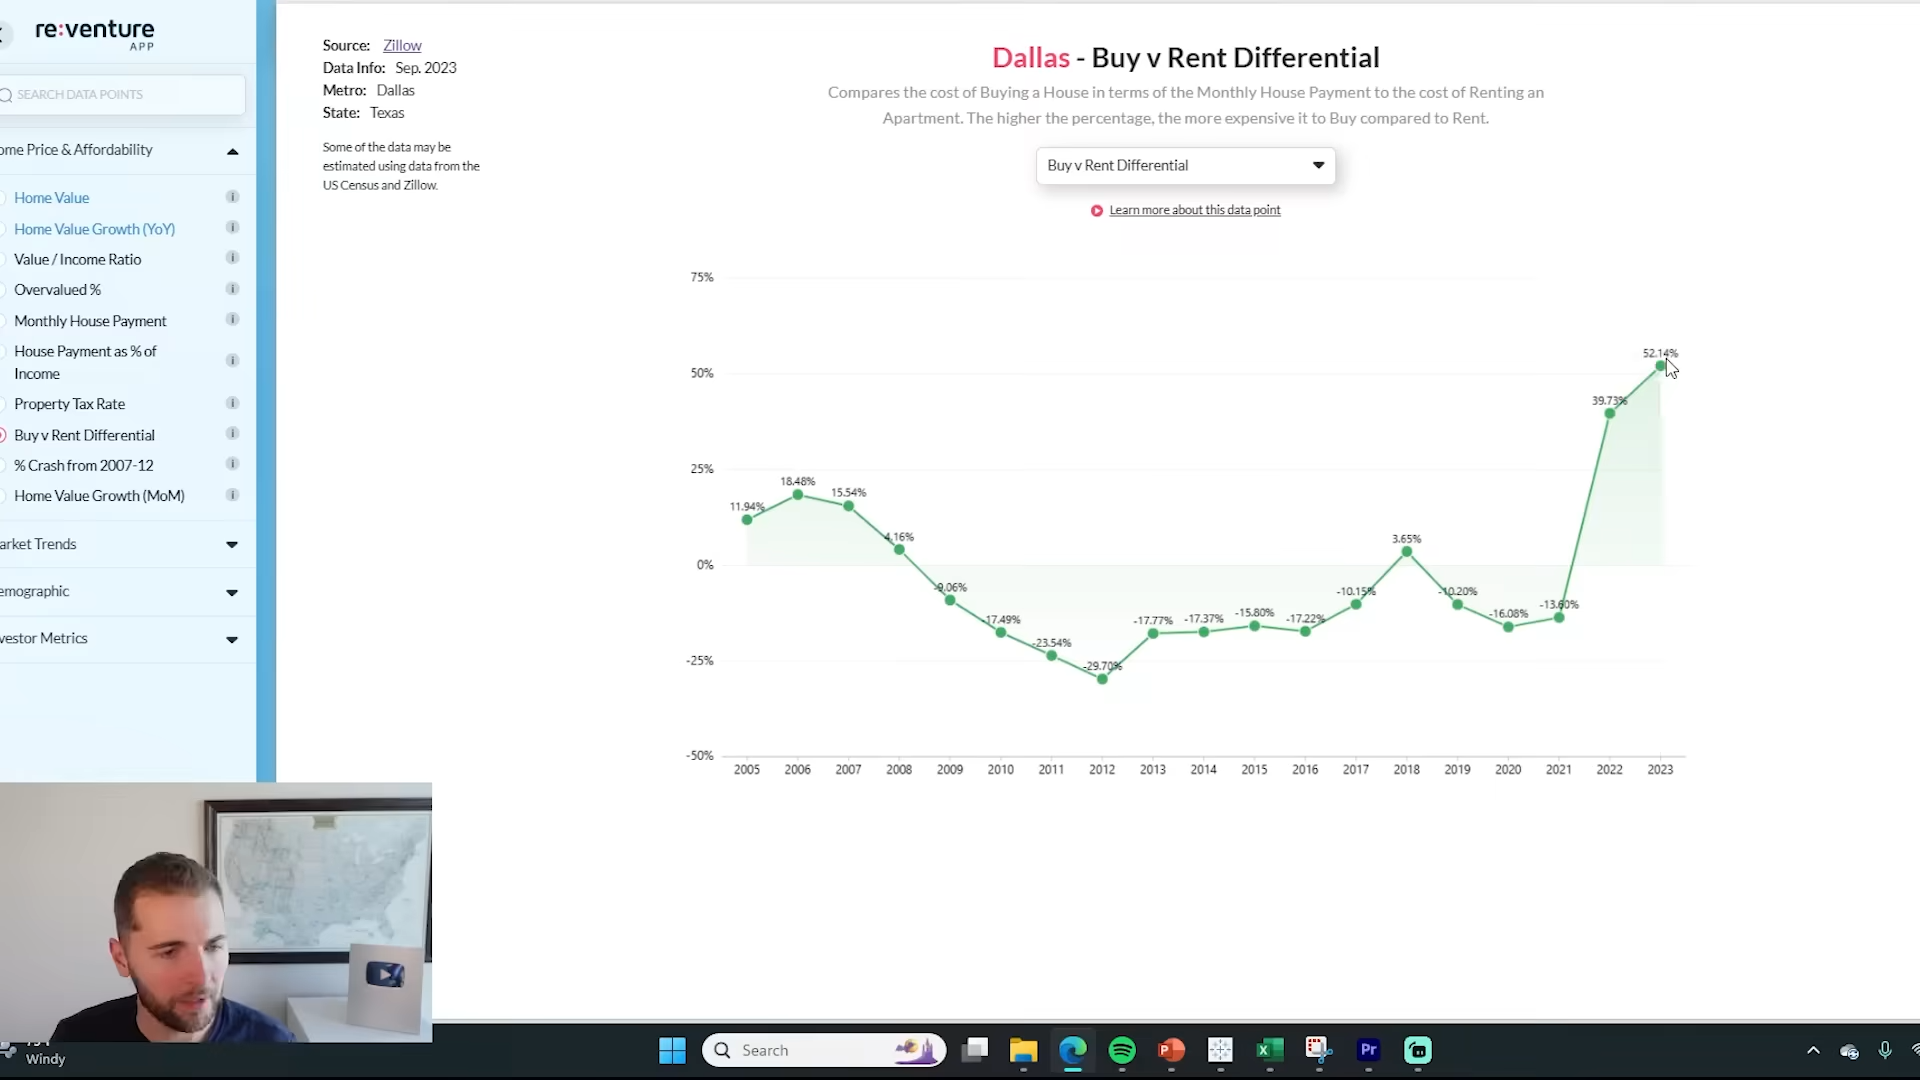 re:venture
APP
SEARCH DATA POINTS
ome Price & Affordability
Home Value
Home Value Growth (YoY)
Value / Income Ratio
Overvalued %
Monthly House Payment
House Payment as % of
Income
Property Tax Rate
Buy v Rent Differential
% Crash from 2007-12
Home Value Growth (MoM)
arket Trends
emographic
vestor Metrics
Source: Zillow
Data Info: Sep. 2023
Metro: Dallas
State: Texas
Some of the data may be
estimated using data from the
US Census and Zillow.
Dallas - Buy v Rent Differential
Compares the cost of Buying a House in terms of the Monthly House Payment to the cost of Renting an
Apartment. The higher the percentage, the more expensive it to Buy compared to Rent.
Buy v Rent Differential
Learn more about this data point
75%
50%
25%
0%
-25%
-50%
11.94%
18.48%
15.54%
4.16%
-9.06%
-17.49%
-23.54%
-29.70%
-17.77%
-17.37%
-15.80%
-17.22%
-10.15%
3.65%
-10.20%
-16.08%
-13.60%
39.73%
52.14%
2005 2006 2007 2008 2009 2010 2011 2012 2013 2014 2015 2016 2017 2018 2019 2020 2021 2022 2023
Windy
Search
P
X
Pr